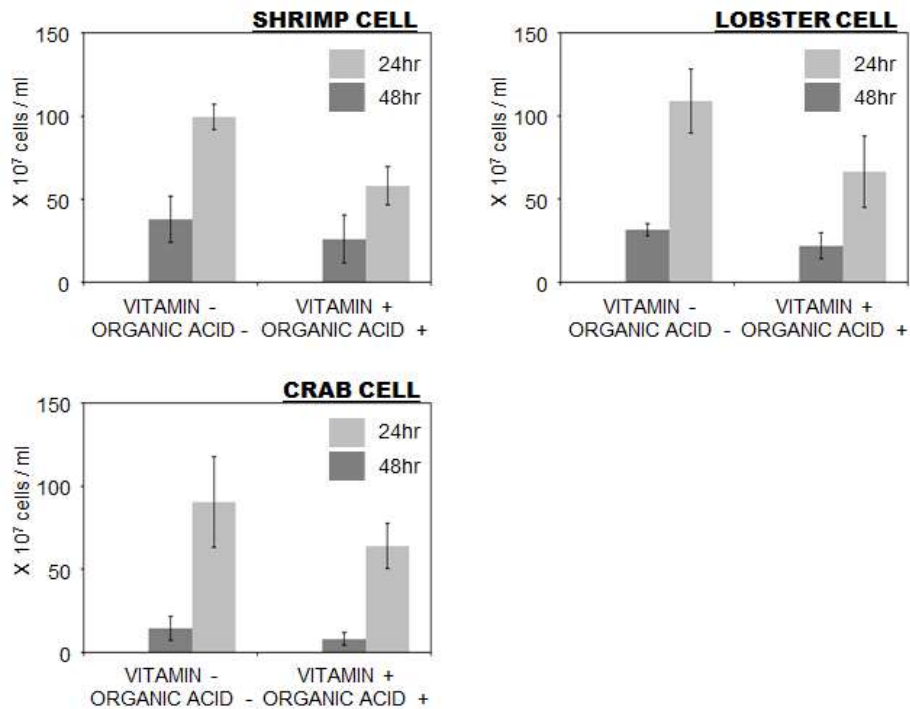 SHRIMP CELL
150
100
50
0
X 10⁷ cells / ml
24hr
48hr
VITAMIN - VITAMIN +
ORGANIC ACID - ORGANIC ACID +
LOBSTER CELL
150
100
50
0
X 10⁷ cells / ml
24hr
48hr
VITAMIN - VITAMIN +
ORGANIC ACID - ORGANIC ACID +
CRAB CELL
150
100
50
0
X 10⁷ cells / ml
24hr
48hr
VITAMIN - VITAMIN +
ORGANIC ACID - ORGANIC ACID +